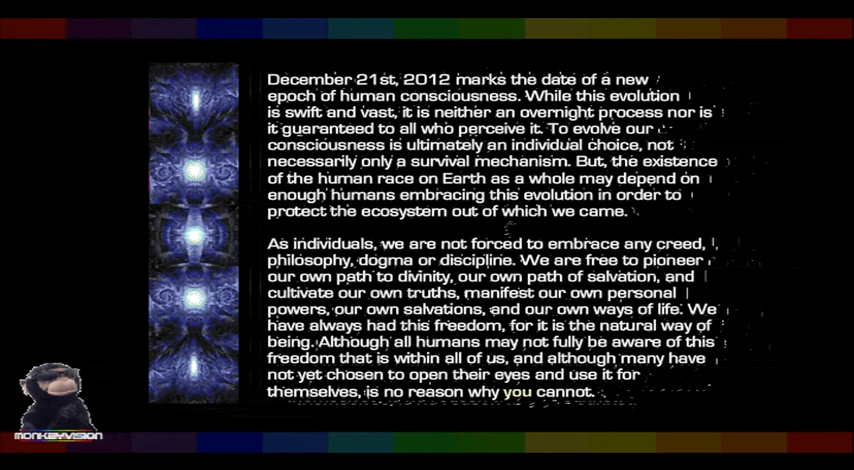 December 21st, 2012 marks the date of a new
epoch of human consciousness. While this evolution
is swift and vast, it is neither an overnight process nor is
it guaranteed to all who perceive it. To evolve our
consciousness is ultimately an individual choice, not
necessarily only a survival mechanism. But, the existence
of the human race on Earth as a whole may depend on
enough humans embracing this evolution in order to
protect the ecosystem out of which we came.
As individuals, we are not forced to embrace any creed,
philosophy, dogma or discipline. We are free to pioneer
our own path to divinity, our own path of salvation, and
cultivate our own truths, manifest our own personal
powers, our own salvations, and our own ways of life. We
have always had this freedom, for it is the natural way of
being. Although all humans may not fully be aware of this
freedom that is within all of us, and although many have
not yet chosen to open their eyes and use it for
themselves, is no reason why you cannot.
MONKEYVISION